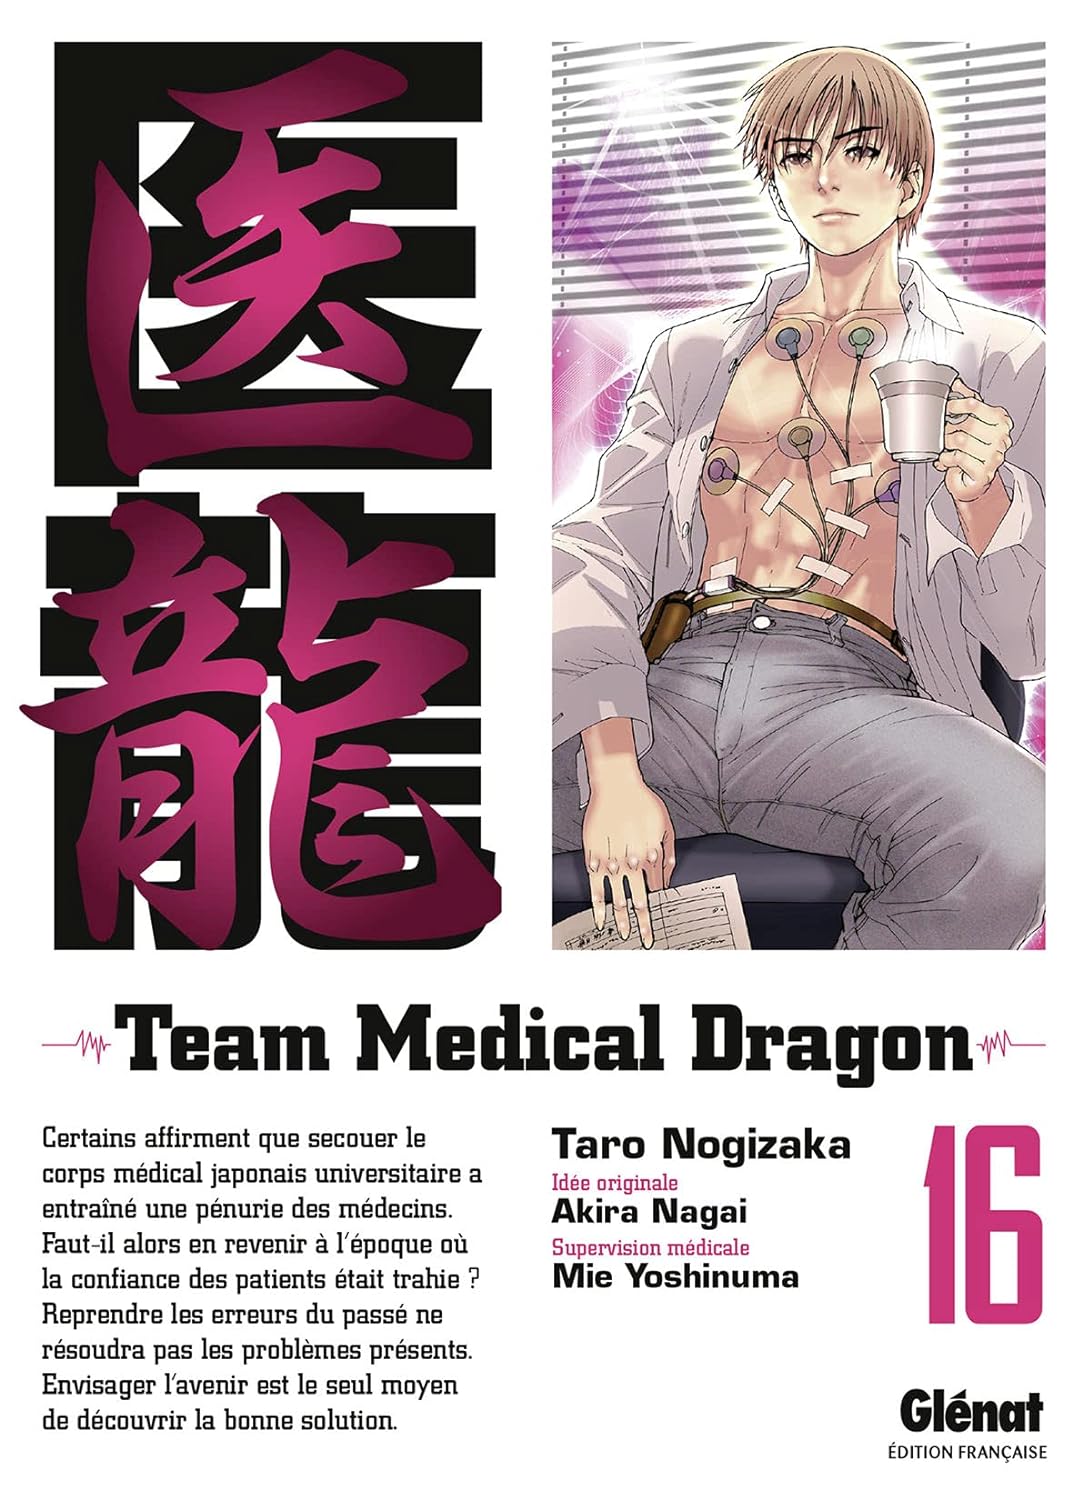 医龍
Team Medical Dragon
Certains affirment que secouer le
corps médical japonais universitaire a
entraîné une pénurie des médecins.
Faut-il alors en revenir à l'époque où
la confiance des patients était trahie ?
Reprendre les erreurs du passé ne
résoudra pas les problèmes présents.
Envisager l'avenir est le seul moyen
de découvrir la bonne solution.
Taro Nogizaka
Idée originale
Akira Nagai
Supervision médicale
Mie Yoshinuma
16
Glénat
ÉDITION FRANÇAISE